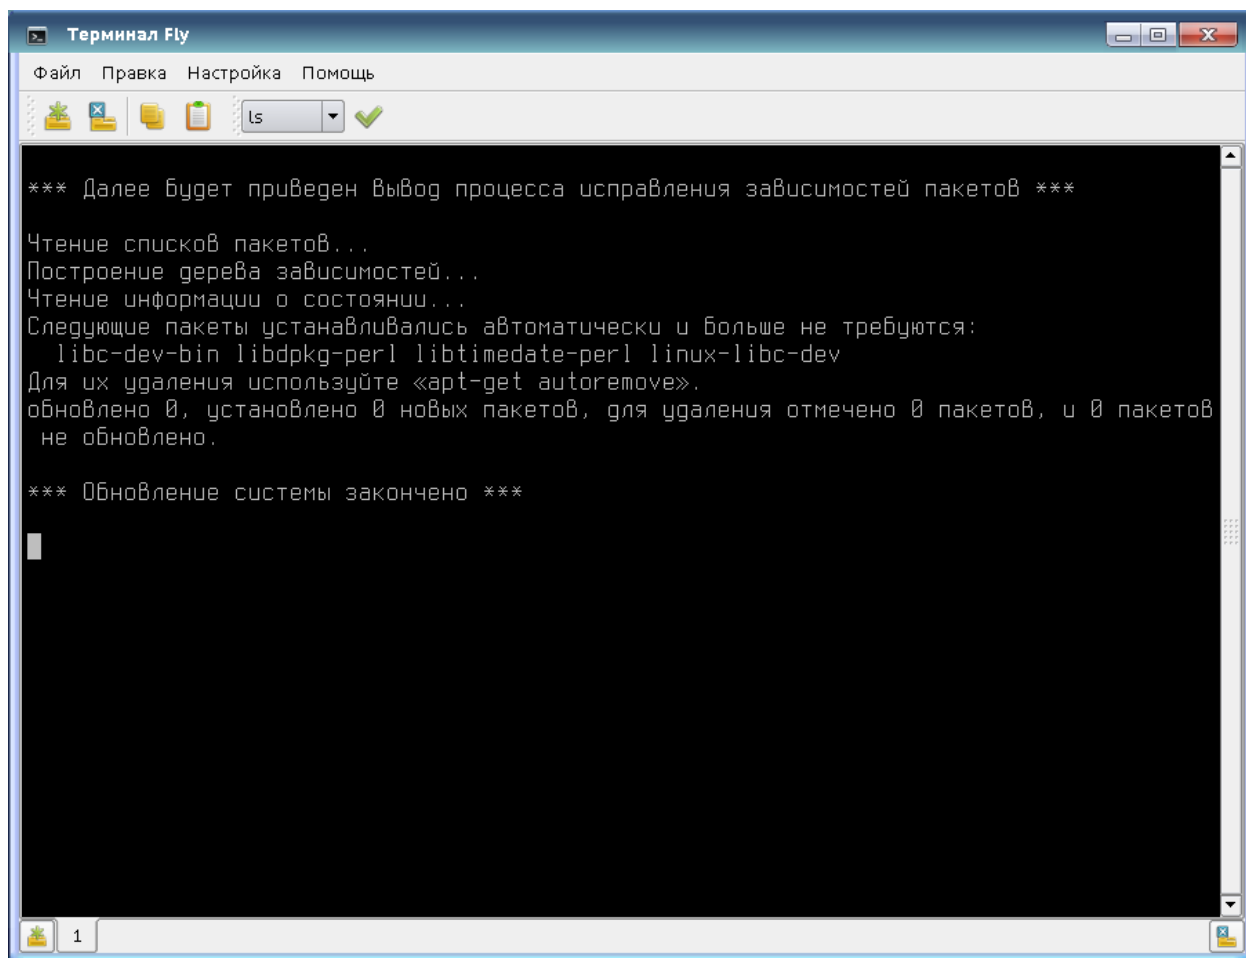 Терминал Fly
Файл Правка Настройка Помощь
ls
*** Далее будет приведен вывод процесса исправления зависимостей пакетов ***
Чтение списков пакетов...
Построение дерева зависимостей...
Чтение информации о состоянии...
Следующие пакеты устанавливались автоматически и больше не требуются:
libc-dev-bin libdpkg-perl libtimedate-perl linux-libc-dev
Для их удаления используйте «apt-get autoremove».
обновлено 0, установлено 0 новых пакетов, для удаления отмечено 0 пакетов, и 0 пакетов
не обновлено.
*** Обновление системы закончено ***
1